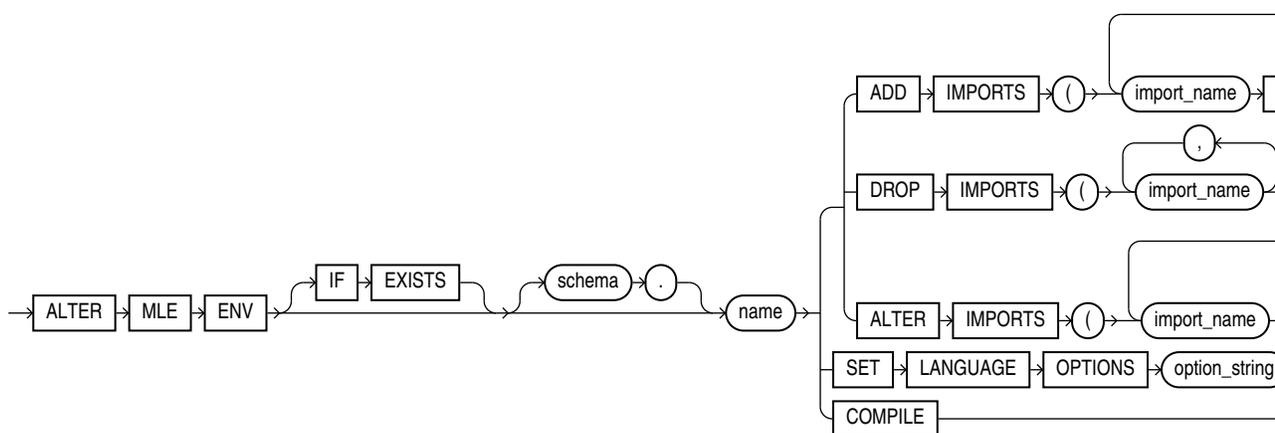 ADD IMPORTS ( import_name
,
DROP IMPORTS ( import_name
IF EXISTS schema .
ALTER MLE ENV name
ALTER IMPORTS ( import_name
SET LANGUAGE OPTIONS option_string
COMPILE